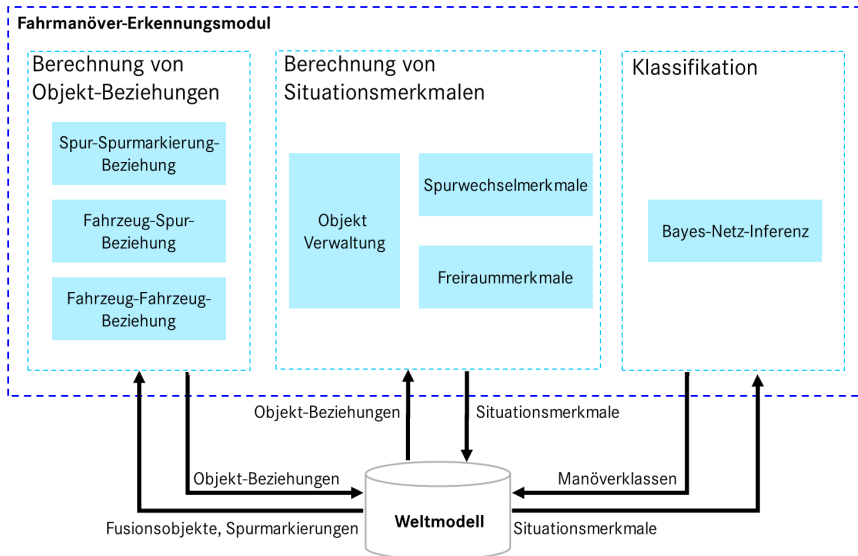 Fahrmanöver-Erkennungsmodul
Berechnung von
Objekt-Beziehungen
Spur-Spurmarkierung-
Beziehung
Fahrzeug-Spur-
Beziehung
Fahrzeug-Fahrzeug-
Beziehung
Berechnung von
Situationsmerkmalen
Objekt
Verwaltung
Spurwechselmerkmale
Freiraummerkmale
Klassifikation
Bayes-Netz-Inferenz
Objekt-Beziehungen
Situationsmerkmale
Objekt-Beziehungen
Manöverklassen
Fusionsobjekte, Spurmarkierungen
Weltmodell
Situationsmerkmale